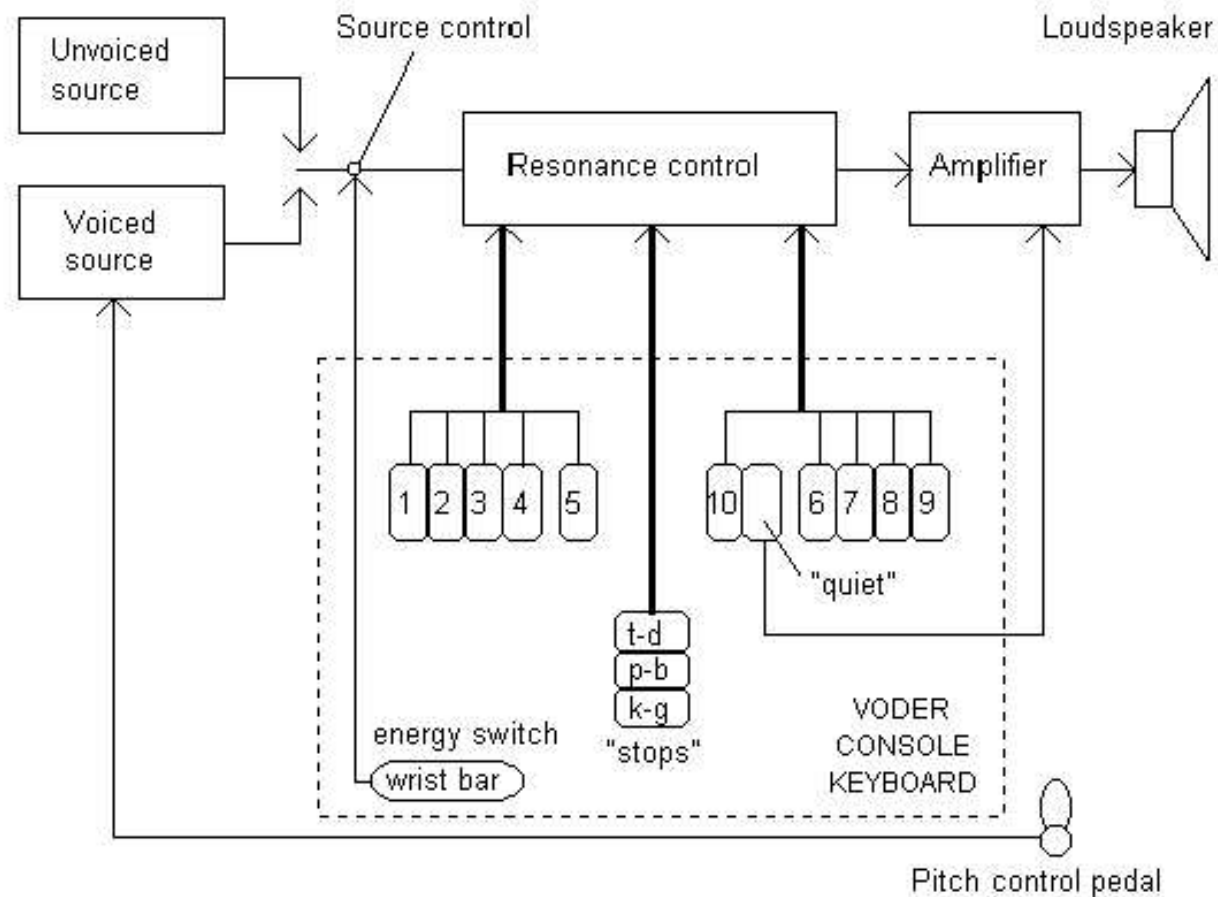 Source control
Loudspeaker
Unvoiced
source
Resonance control
Amplifier
Voiced
source
1 2 3 4 5
10 6 7 8 9
"quiet"
t-d
p-b
k-g
"stops"
energy switch
wrist bar
VODER
CONSOLE
KEYBOARD
Pitch control pedal